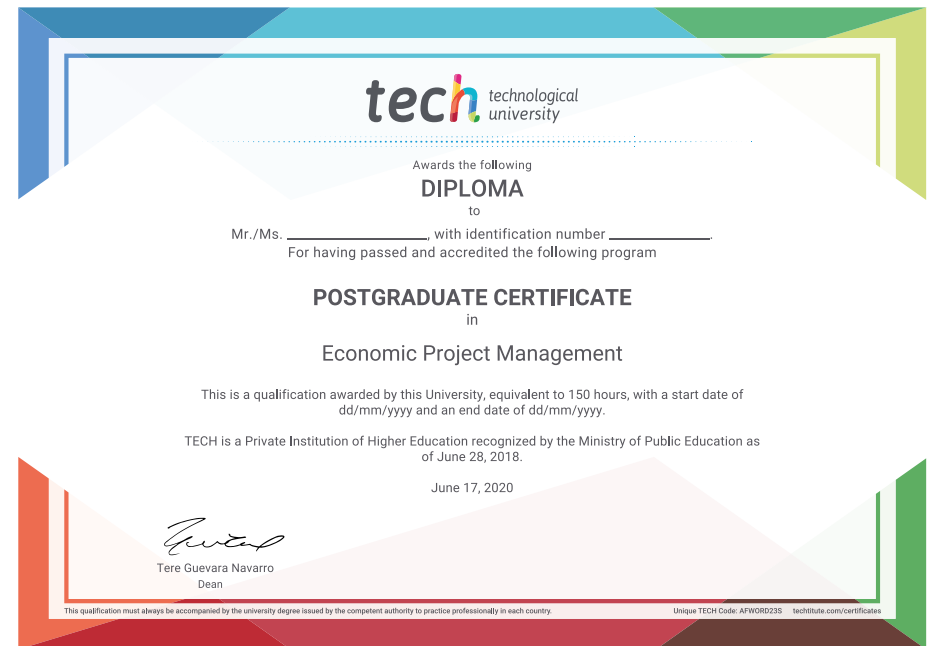 tech technological
university
Awards the following
DIPLOMA
to
Mr./Ms. ____________________, with identification number ______________.
For having passed and accredited the following program
POSTGRADUATE CERTIFICATE
in
Economic Project Management
This is a qualification awarded by this University, equivalent to 150 hours, with a start date of
dd/mm/yyyy and an end date of dd/mm/yyyy.
TECH is a Private Institution of Higher Education recognized by the Ministry of Public Education as
of June 28, 2018.
June 17, 2020
Tere Guevara Navarro
Dean
This qualification must always be accompanied by the university degree issued by the competent authority to practice professionally in each country.
Unique TECH Code: AFWORD23S techtitute.com/certificates